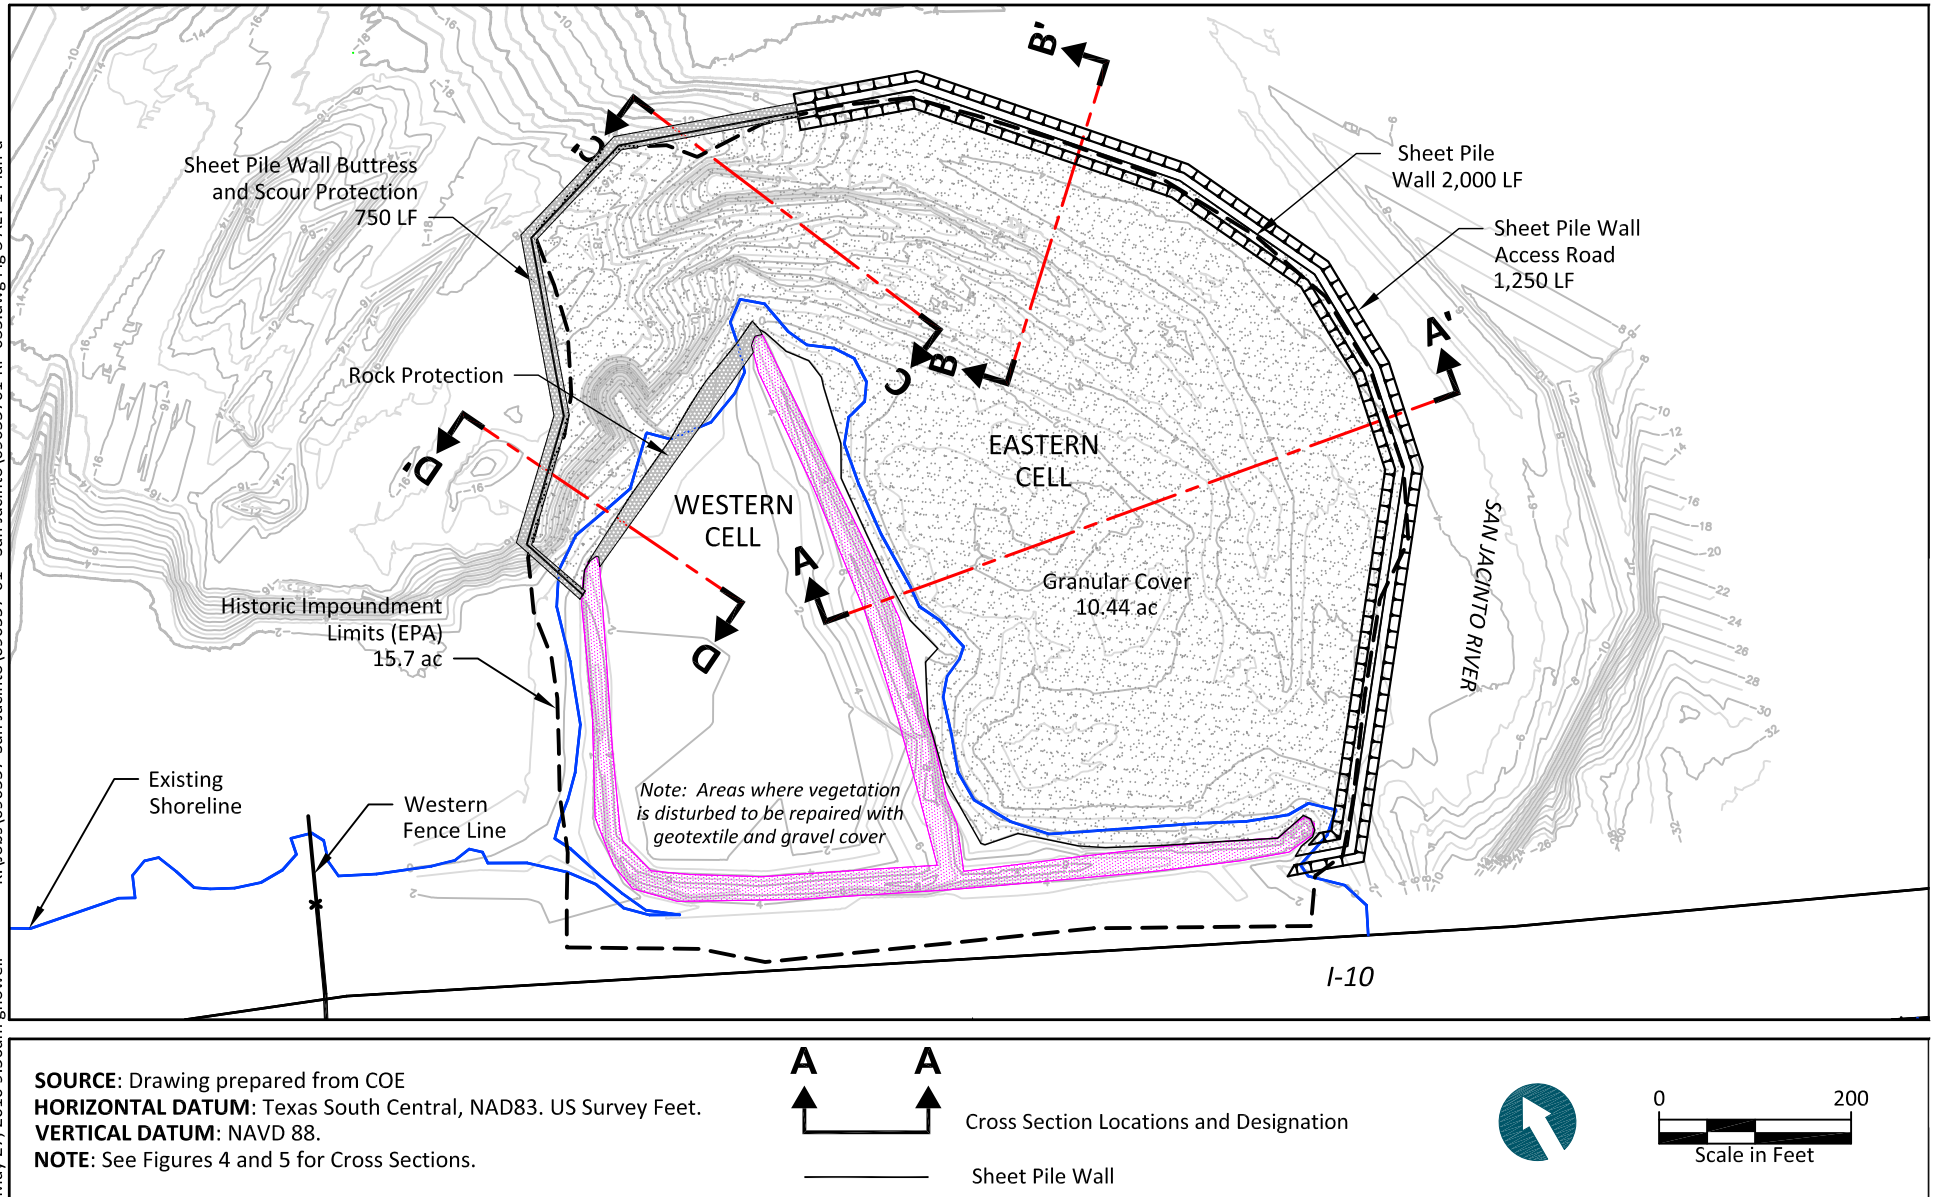 B'
C'
Sheet Pile Wall Buttress
and Scour Protection
750 LF
Sheet Pile
Wall 2,000 LF
Sheet Pile Wall
Access Road
1,250 LF
A'
Rock Protection
C
B
D'
EASTERN
CELL
WESTERN
CELL
A
SAN JACINTO RIVER
Granular Cover
10.44 ac
Historic Impoundment
Limits (EPA)
15.7 ac
D
Existing
Shoreline
Western
Fence Line
Note: Areas where vegetation
is disturbed to be repaired with
geotextile and gravel cover
I-10
SOURCE: Drawing prepared from COE
HORIZONTAL DATUM: Texas South Central, NAD83. US Survey Feet.
VERTICAL DATUM: NAVD 88.
NOTE: See Figures 4 and 5 for Cross Sections.
A A
Cross Section Locations and Designation
Sheet Pile Wall
0 200
Scale in Feet